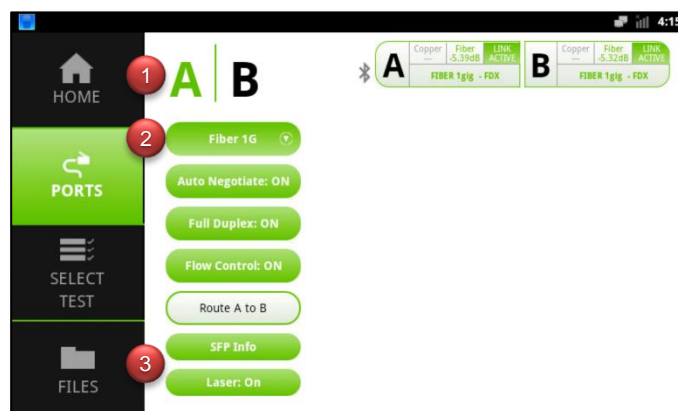 4:15
HOME
PORTS
SELECT
TEST
FILES
1
A B
2
Fiber 1G
Auto Negotiate: ON
Full Duplex: ON
Flow Control: ON
Route A to B
SFP Info
3
Laser: On
A
Copper Fiber LINK
--- -5.39dB ACTIVE
FIBER 1gig - FDX
B
Copper Fiber LINK
--- -5.32dB ACTIVE
FIBER 1gig - FDX